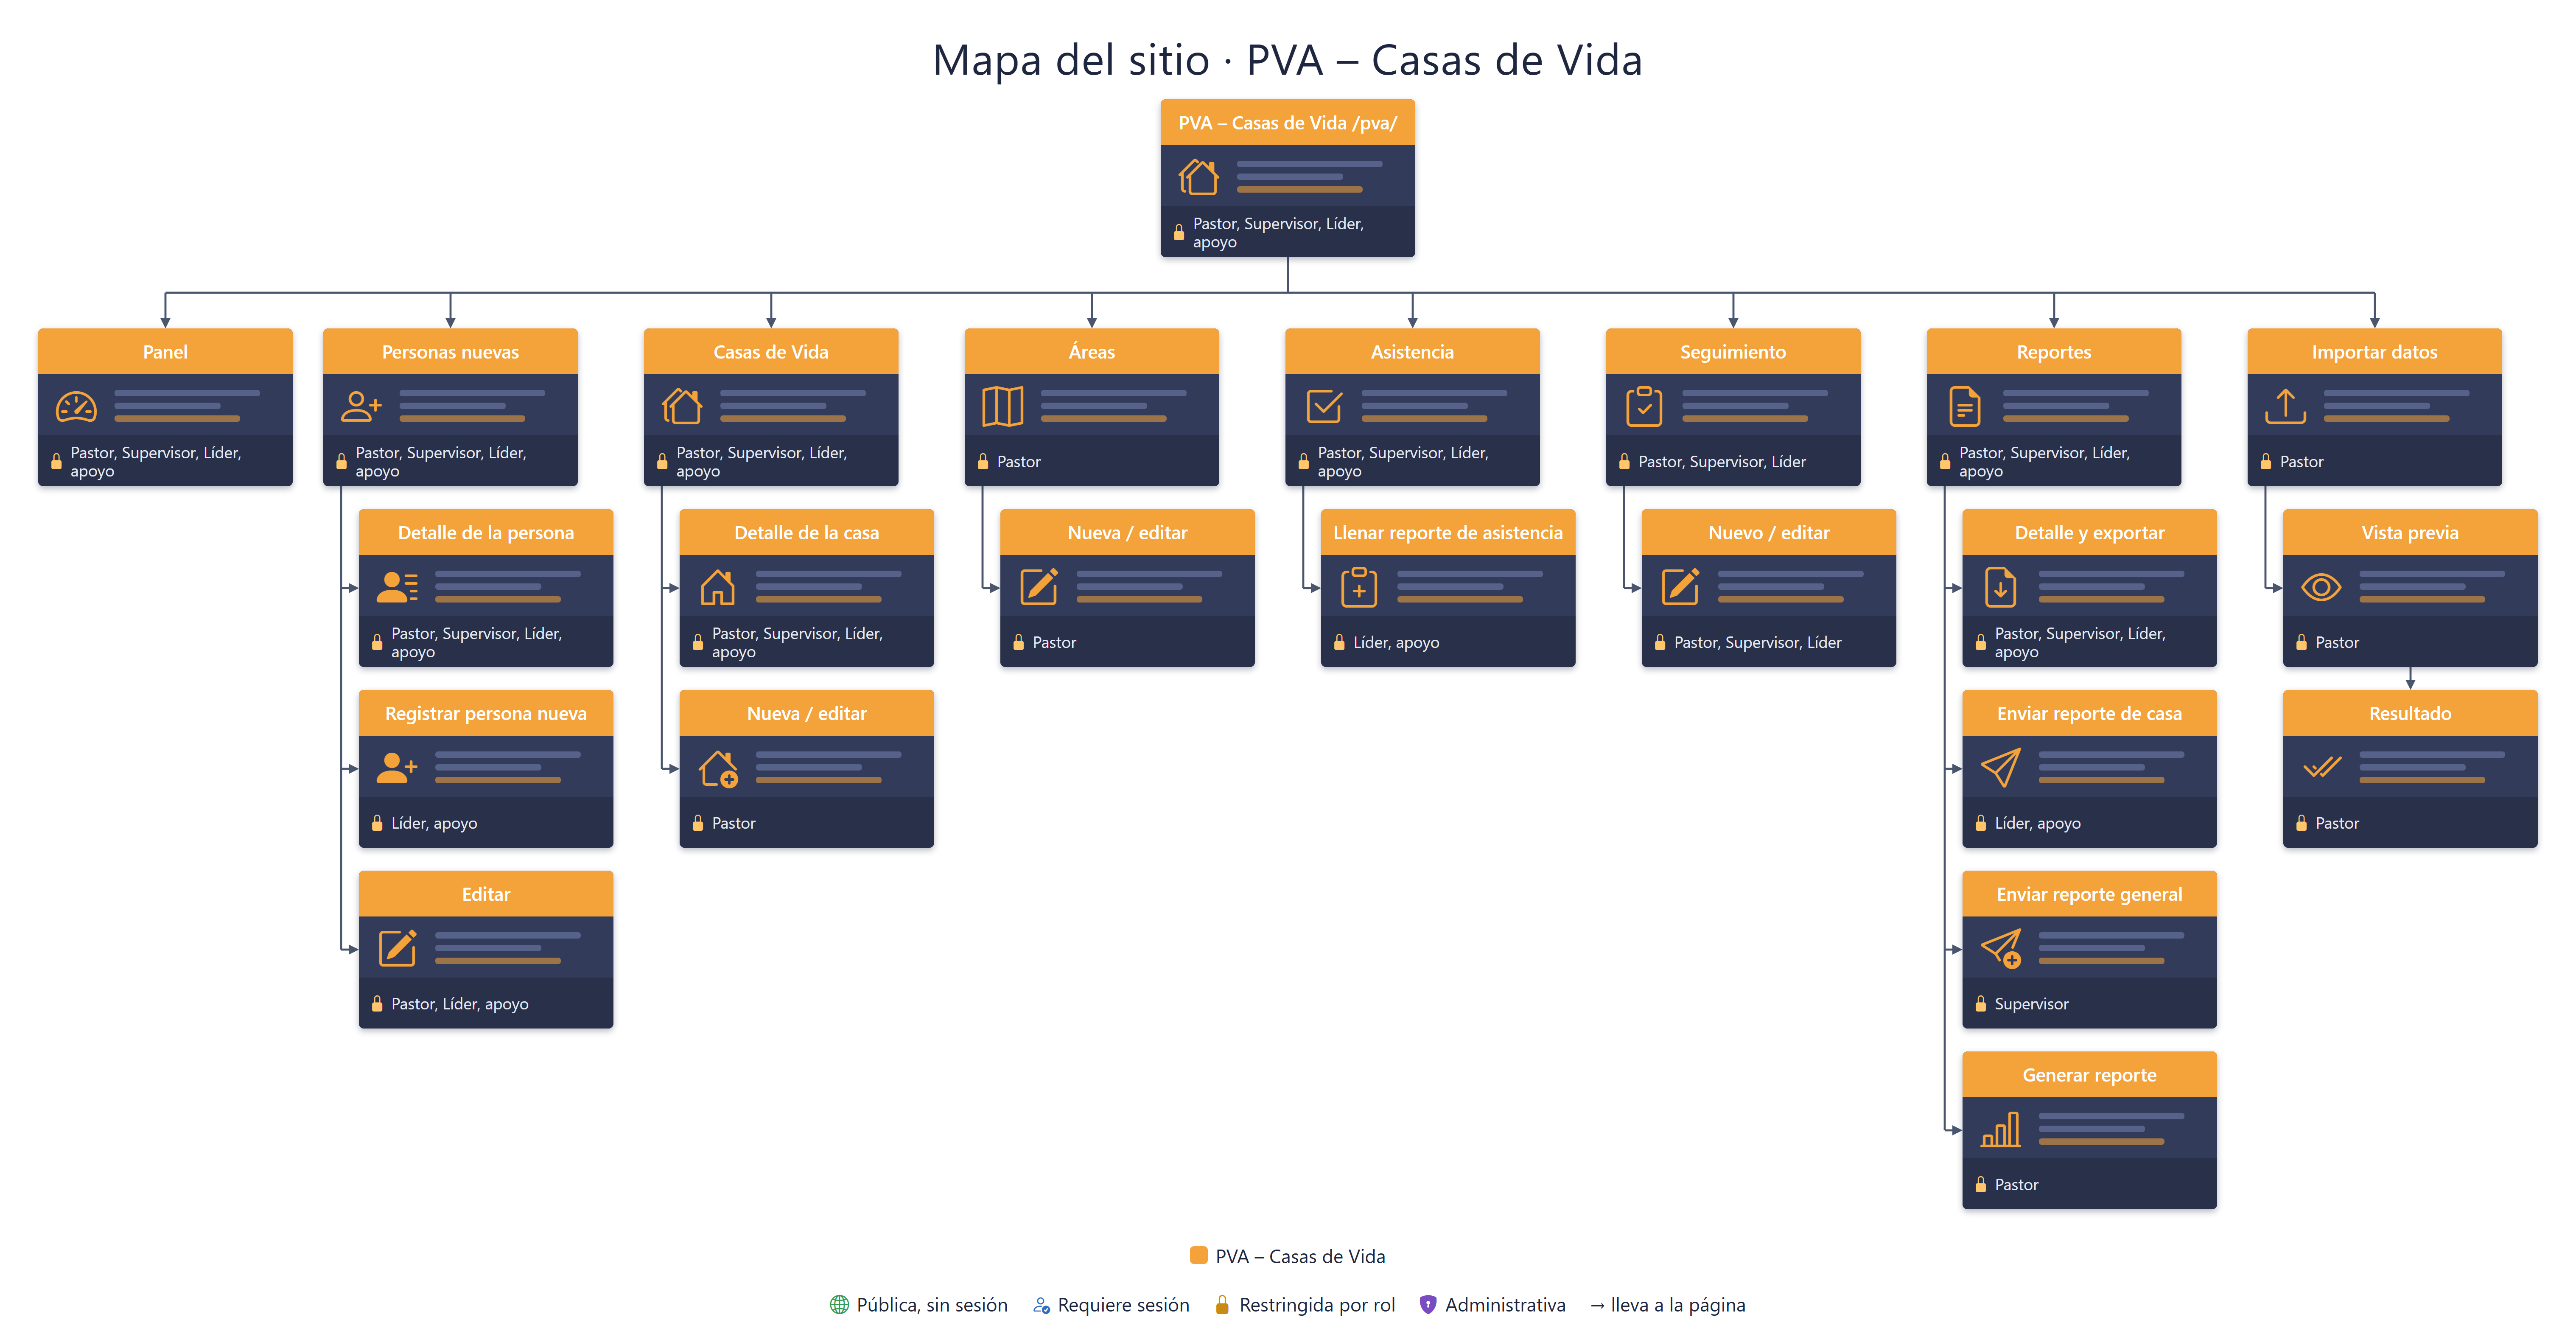 Mapa del sitio · PVA – Casas de Vida
PVA – Casas de Vida /pva/
Pastor, Supervisor, Líder,
apoyo
Panel
Pastor, Supervisor, Líder,
apoyo
Personas nuevas
Pastor, Supervisor, Líder,
apoyo
Casas de Vida
Pastor, Supervisor, Líder,
apoyo
Áreas
Pastor
Asistencia
Pastor, Supervisor, Líder,
apoyo
Seguimiento
Pastor, Supervisor, Líder
Reportes
Pastor, Supervisor, Líder,
apoyo
Importar datos
Pastor
Detalle de la persona
Pastor, Supervisor, Líder,
apoyo
Detalle de la casa
Pastor, Supervisor, Líder,
apoyo
Nueva / editar
Pastor
Llenar reporte de asistencia
Líder, apoyo
Nuevo / editar
Pastor, Supervisor, Líder
Detalle y exportar
Pastor, Supervisor, Líder,
apoyo
Vista previa
Pastor
Registrar persona nueva
Líder, apoyo
Nueva / editar
Pastor
Enviar reporte de casa
Líder, apoyo
Resultado
Pastor
Editar
Pastor, Líder, apoyo
Enviar reporte general
Supervisor
Generar reporte
Pastor
PVA – Casas de Vida
Pública, sin sesión
Requiere sesión
Restringida por rol
Administrativa
→ lleva a la página